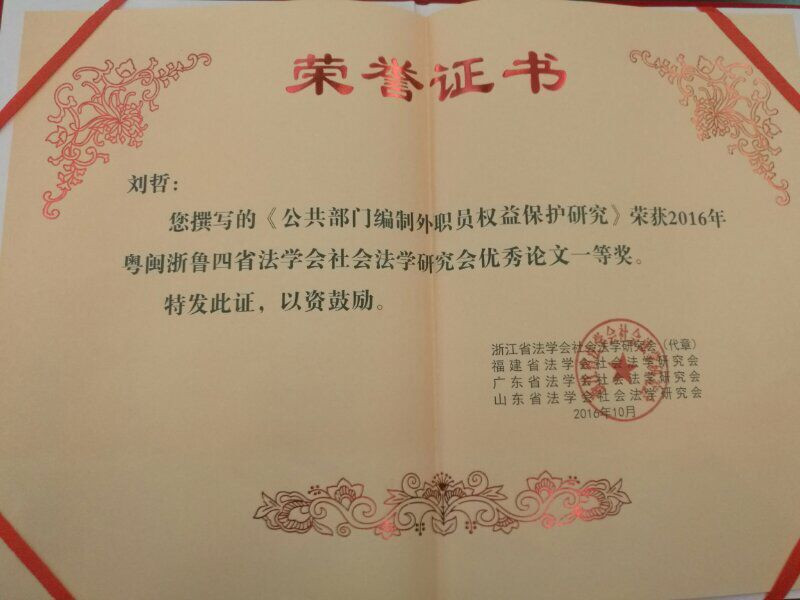 荣誉证书
刘哲：
您撰写的《公共部门编制外职员权益保护研究》荣获2016年
粤闽浙鲁四省法学会社会法学研究会优秀论文一等奖。
特发此证，以资鼓励。
浙江省法学会社会法学研究会（代章）
福建省法学会社会法学研究会
广东省法学会社会法学研究会
山东省法学会社会法学研究会
2016年10月